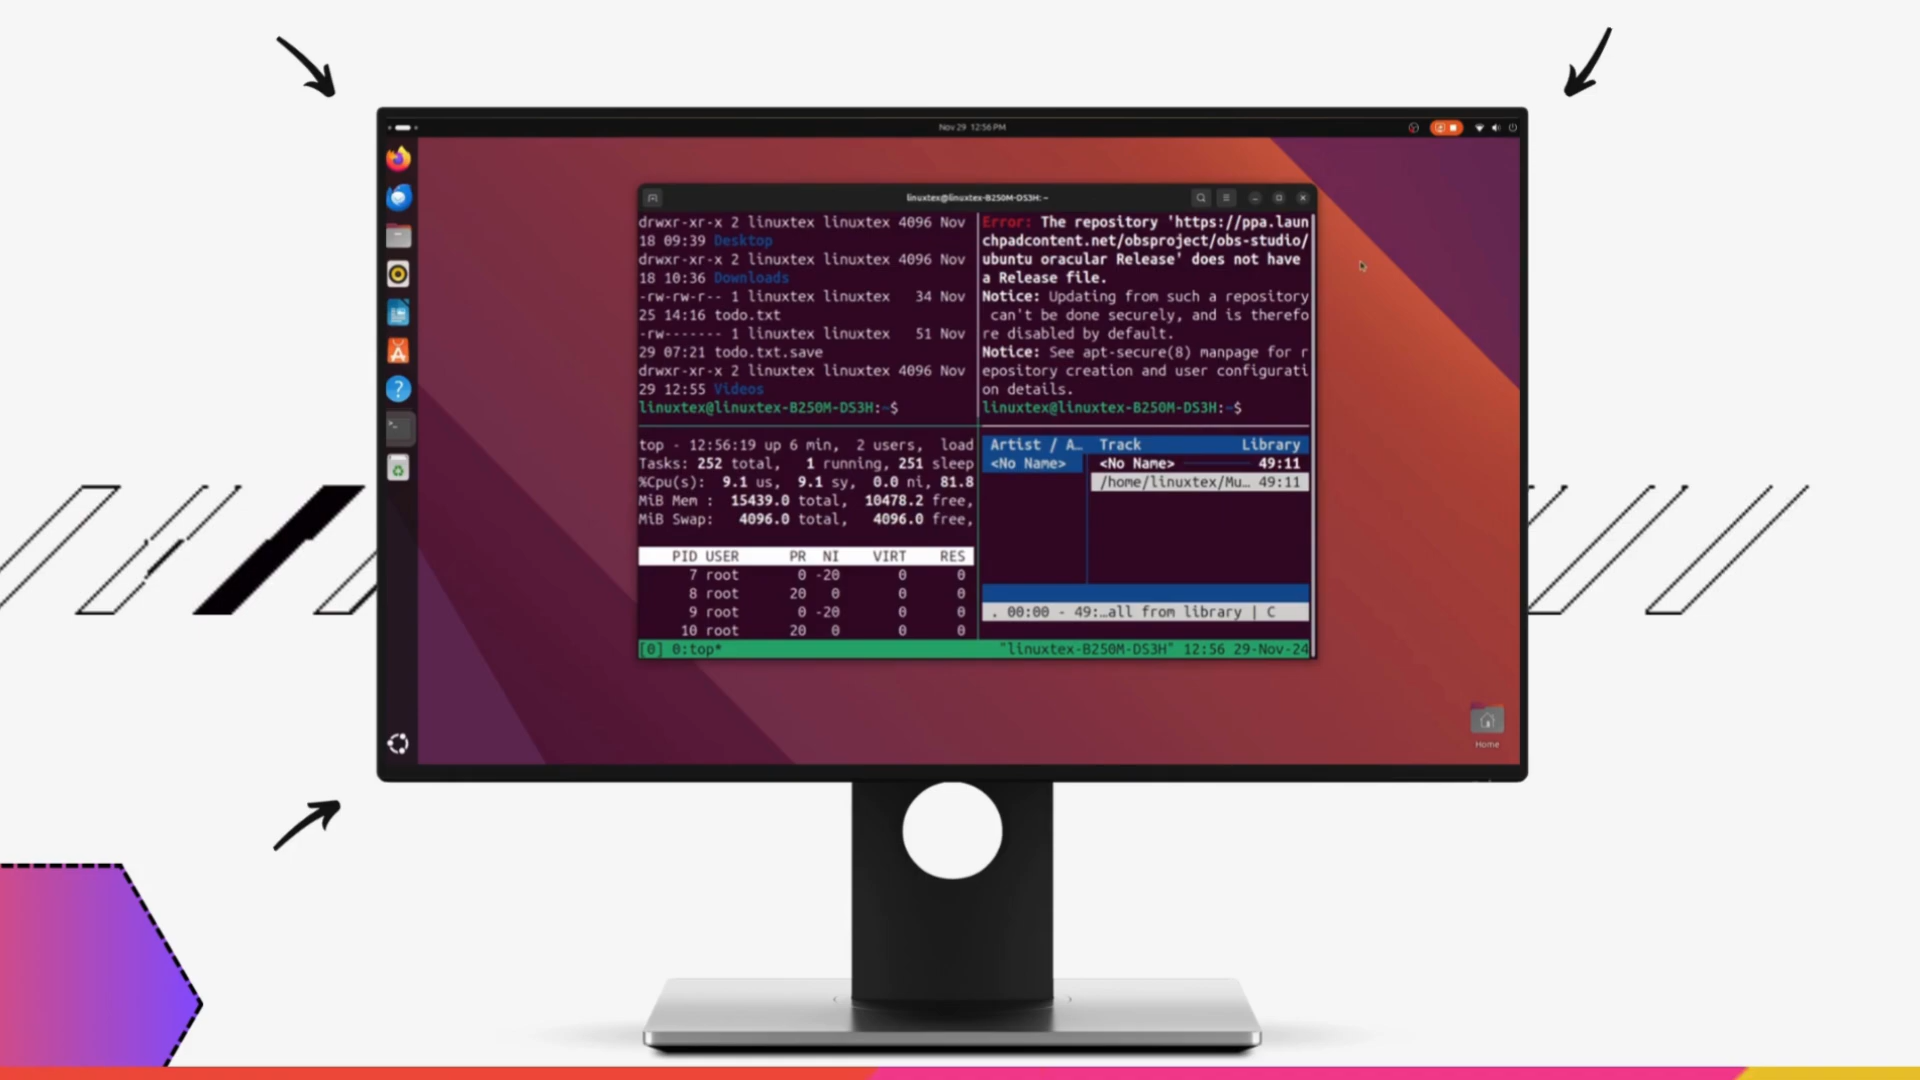 Nov 29 12:56 PM
linuxtex@linuxtex-B250M-DS3H: ~
drwxr-xr-x 2 linuxtex linuxtex 4096 Nov
18 09:39 Desktop
drwxr-xr-x 2 linuxtex linuxtex 4096 Nov
18 10:36 Downloads
-rw-rw-r-- 1 linuxtex linuxtex 34 Nov
25 14:16 todo.txt
-rw------- 1 linuxtex linuxtex 51 Nov
29 07:21 todo.txt.save
drwxr-xr-x 2 linuxtex linuxtex 4096 Nov
29 12:55 Videos
linuxtex@linuxtex-B250M-DS3H:~$
Error: The repository 'https://ppa.laun
chpadcontent.net/obsproject/obs-studio/
ubuntu oracular Release' does not have
a Release file.
Notice: Updating from such a repository
can't be done securely, and is therefo
re disabled by default.
Notice: See apt-secure(8) manpage for r
epository creation and user configurati
on details.
linuxtex@linuxtex-B250M-DS3H:~$
top - 12:56:19 up 6 min, 2 users, load
Tasks: 252 total, 1 running, 251 sleep
%Cpu(s): 9.1 us, 9.1 sy, 0.0 ni, 81.8
MiB Mem : 15439.0 total, 10478.2 free,
MiB Swap: 4096.0 total, 4096.0 free,
PID USER PR NI VIRT RES
7 root 0 -20 0 0
8 root 20 0 0 0
9 root 0 -20 0 0
10 root 20 0 0 0
Artist / A… Track Library
<No Name> <No Name> 49:11
/home/linuxtex/Mu… 49:11
. 00:00 - 49:…all from library | C
[0] 0:top* "linuxtex-B250M-DS3H" 12:56 29-Nov-24
Home